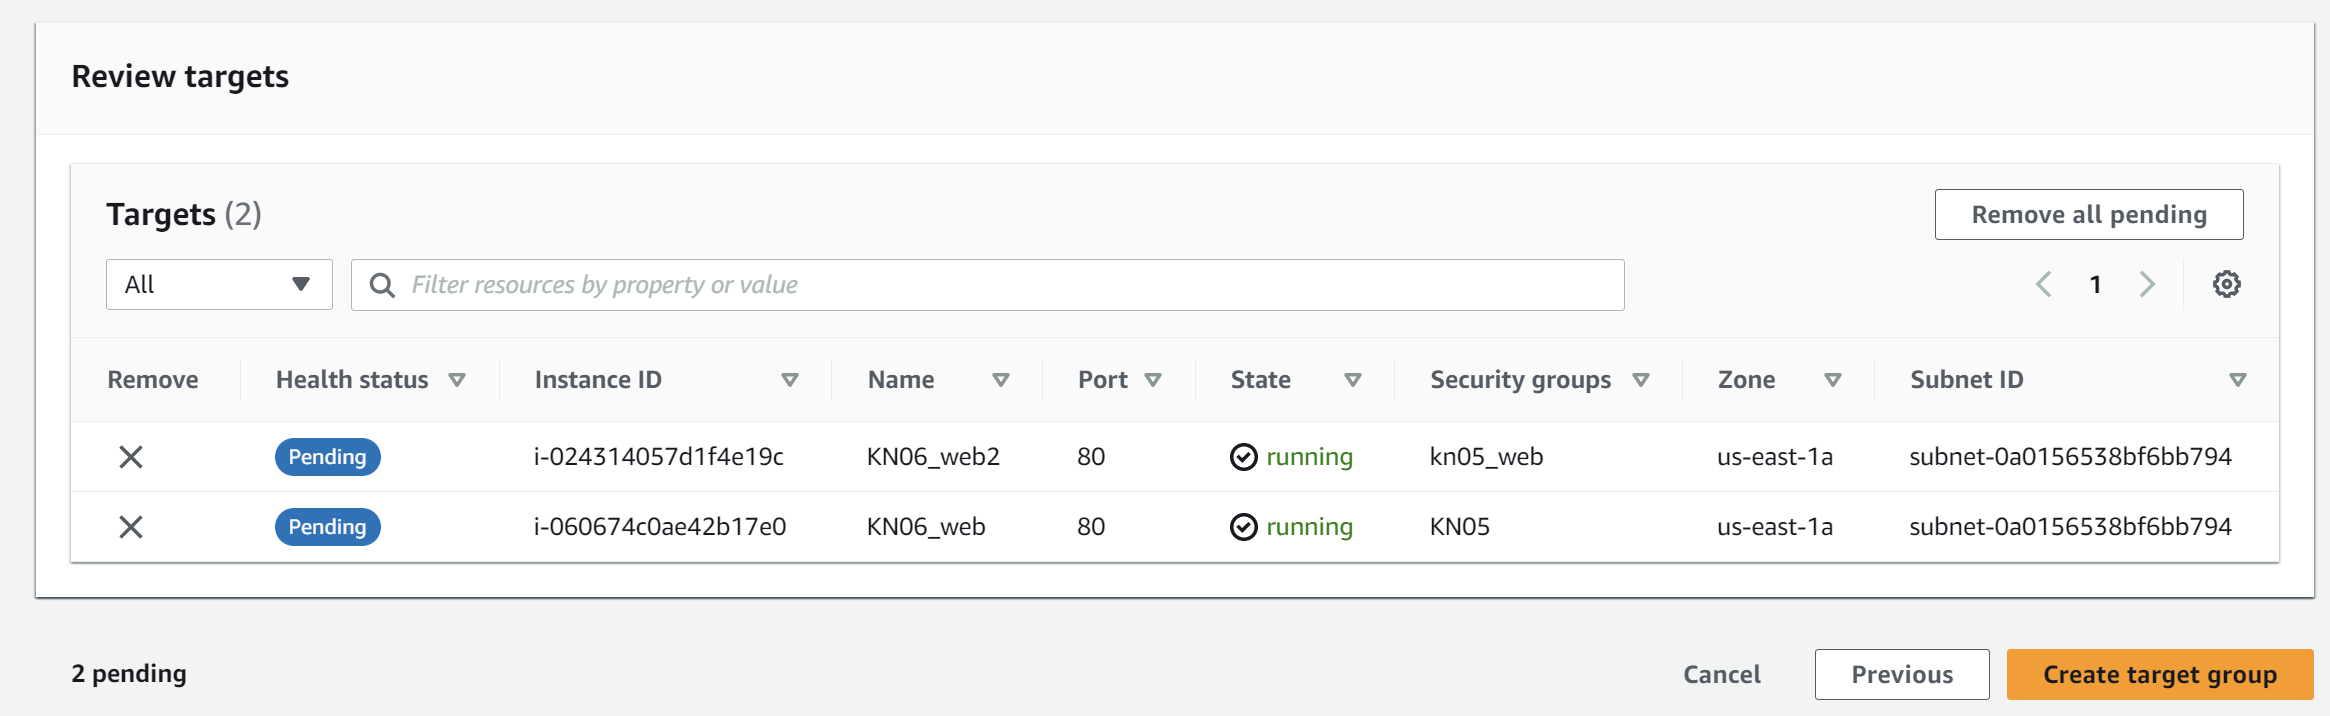 Review targets
Targets (2)
Remove all pending
All
Filter resources by property or value
1
Remove Health status Instance ID Name Port State Security groups Zone Subnet ID
Pending i-024314057d1f4e19c KN06_web2 80 running kn05_web us-east-1a subnet-0a0156538bf6bb794
Pending i-060674c0ae42b17e0 KN06_web 80 running KN05 us-east-1a subnet-0a0156538bf6bb794
2 pending
Cancel
Previous
Create target group